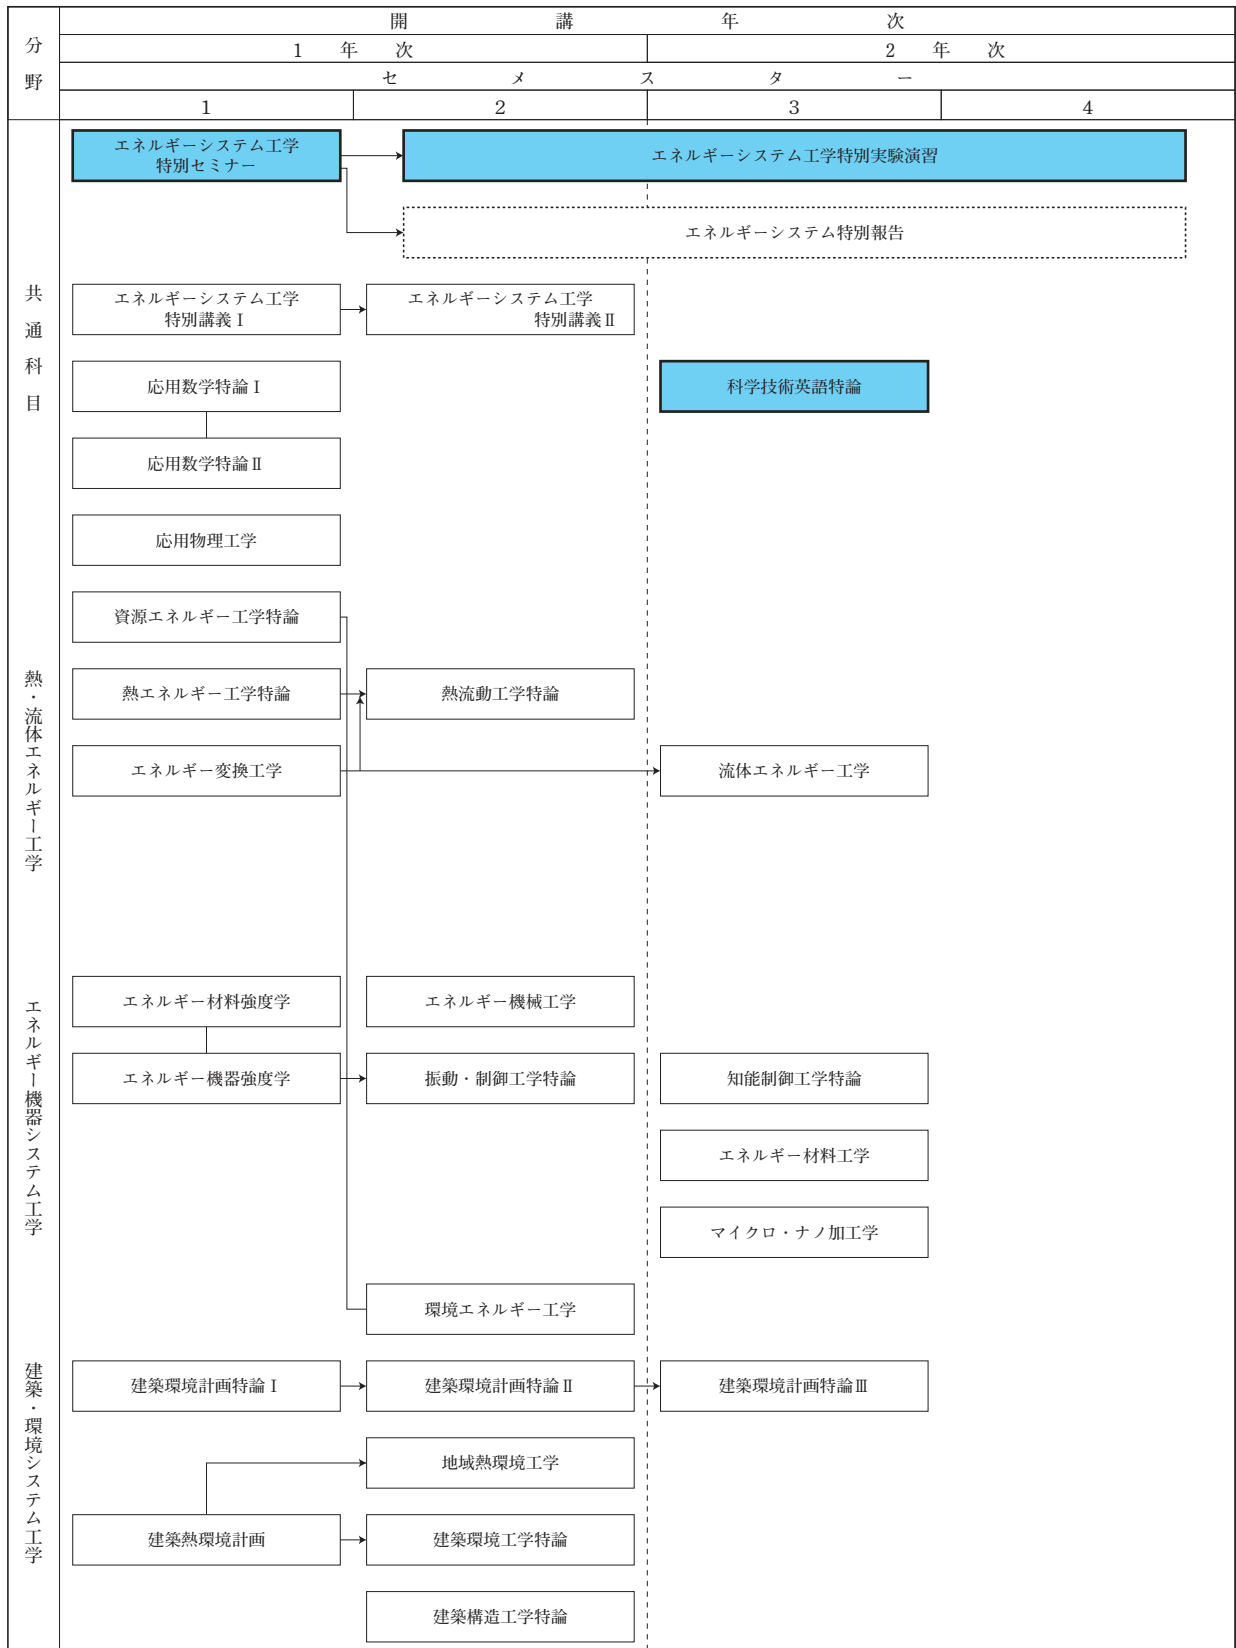 分野
開講年次
1年次
2年次
セメスター
1
2
3
4
共通科目
エネルギーシステム工学
特別セミナー
エネルギーシステム工学特別実験演習
エネルギーシステム特別報告
エネルギーシステム工学
特別講義Ⅰ
エネルギーシステム工学
特別講義Ⅱ
応用数学特論Ⅰ
科学技術英語特論
応用数学特論Ⅱ
応用物理工学
熱・流体エネルギー工学
資源エネルギー工学特論
熱エネルギー工学特論
熱流動工学特論
エネルギー変換工学
流体エネルギー工学
エネルギー機器システム工学
エネルギー材料強度学
エネルギー機械工学
エネルギー機器強度学
振動・制御工学特論
知能制御工学特論
エネルギー材料工学
マイクロ・ナノ加工学
環境エネルギー工学
建築・環境システム工学
建築環境計画特論Ⅰ
建築環境計画特論Ⅱ
建築環境計画特論Ⅲ
地域熱環境工学
建築熱環境計画
建築環境工学特論
建築構造工学特論